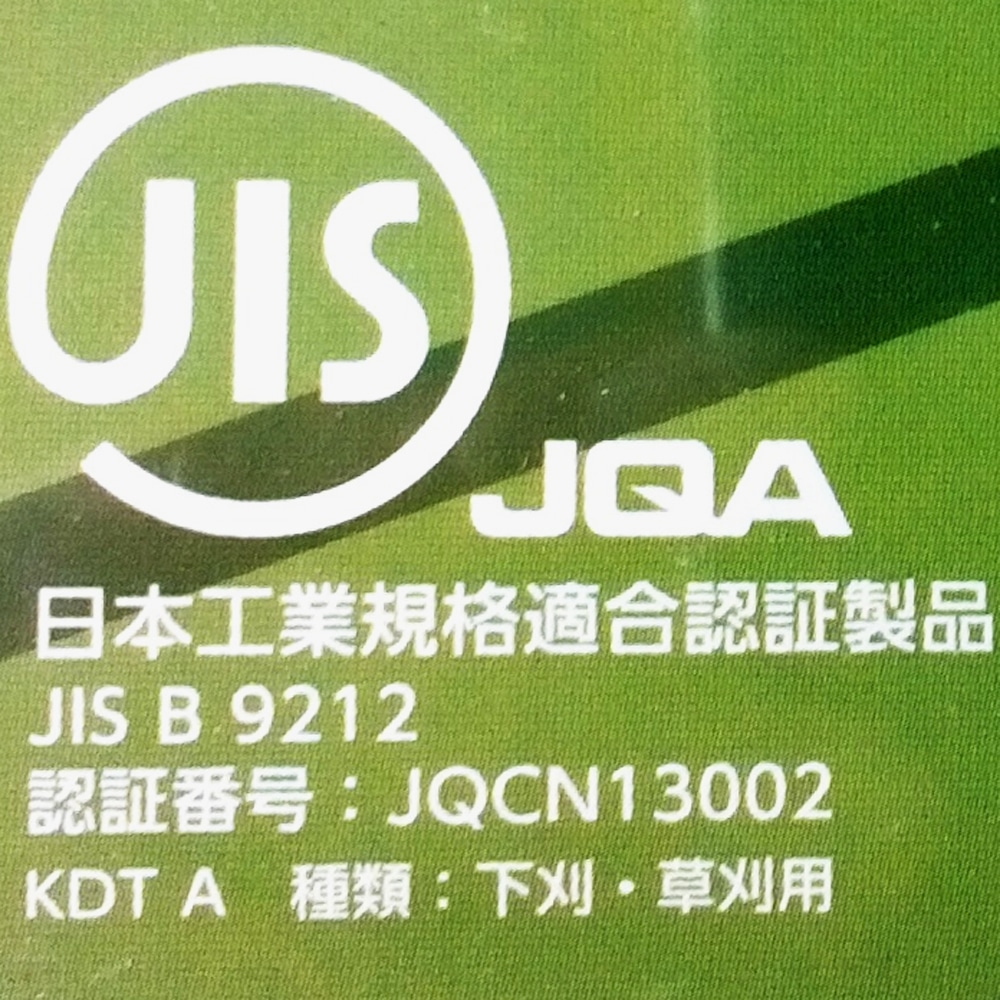 JIS
JQA
日本工業規格適合認証製品
JIS B 9212
認証番号：JQCN13002
KDT A　種類：下刈・草刈用